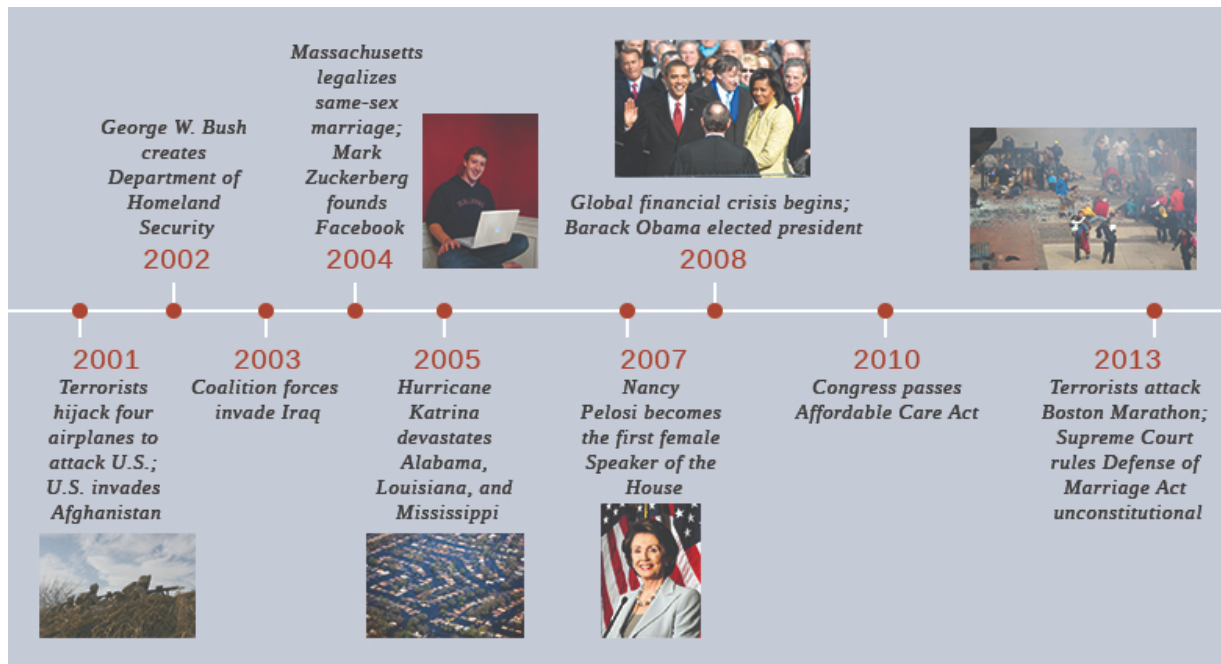 George W. Bush
creates
Department of
Homeland
Security
2002
Massachusetts
legalizes
same-sex
marriage;
Mark
Zuckerberg
founds
Facebook
2004
Global financial crisis begins;
Barack Obama elected president
2008
2001
Terrorists
hijack four
airplanes to
attack U.S.;
U.S. invades
Afghanistan
2003
Coalition forces
invade Iraq
2005
Hurricane
Katrina
devastates
Alabama,
Louisiana, and
Mississippi
2007
Nancy
Pelosi becomes
the first female
Speaker of the
House
2010
Congress passes
Affordable Care Act
2013
Terrorists attack
Boston Marathon;
Supreme Court
rules Defense of
Marriage Act
unconstitutional